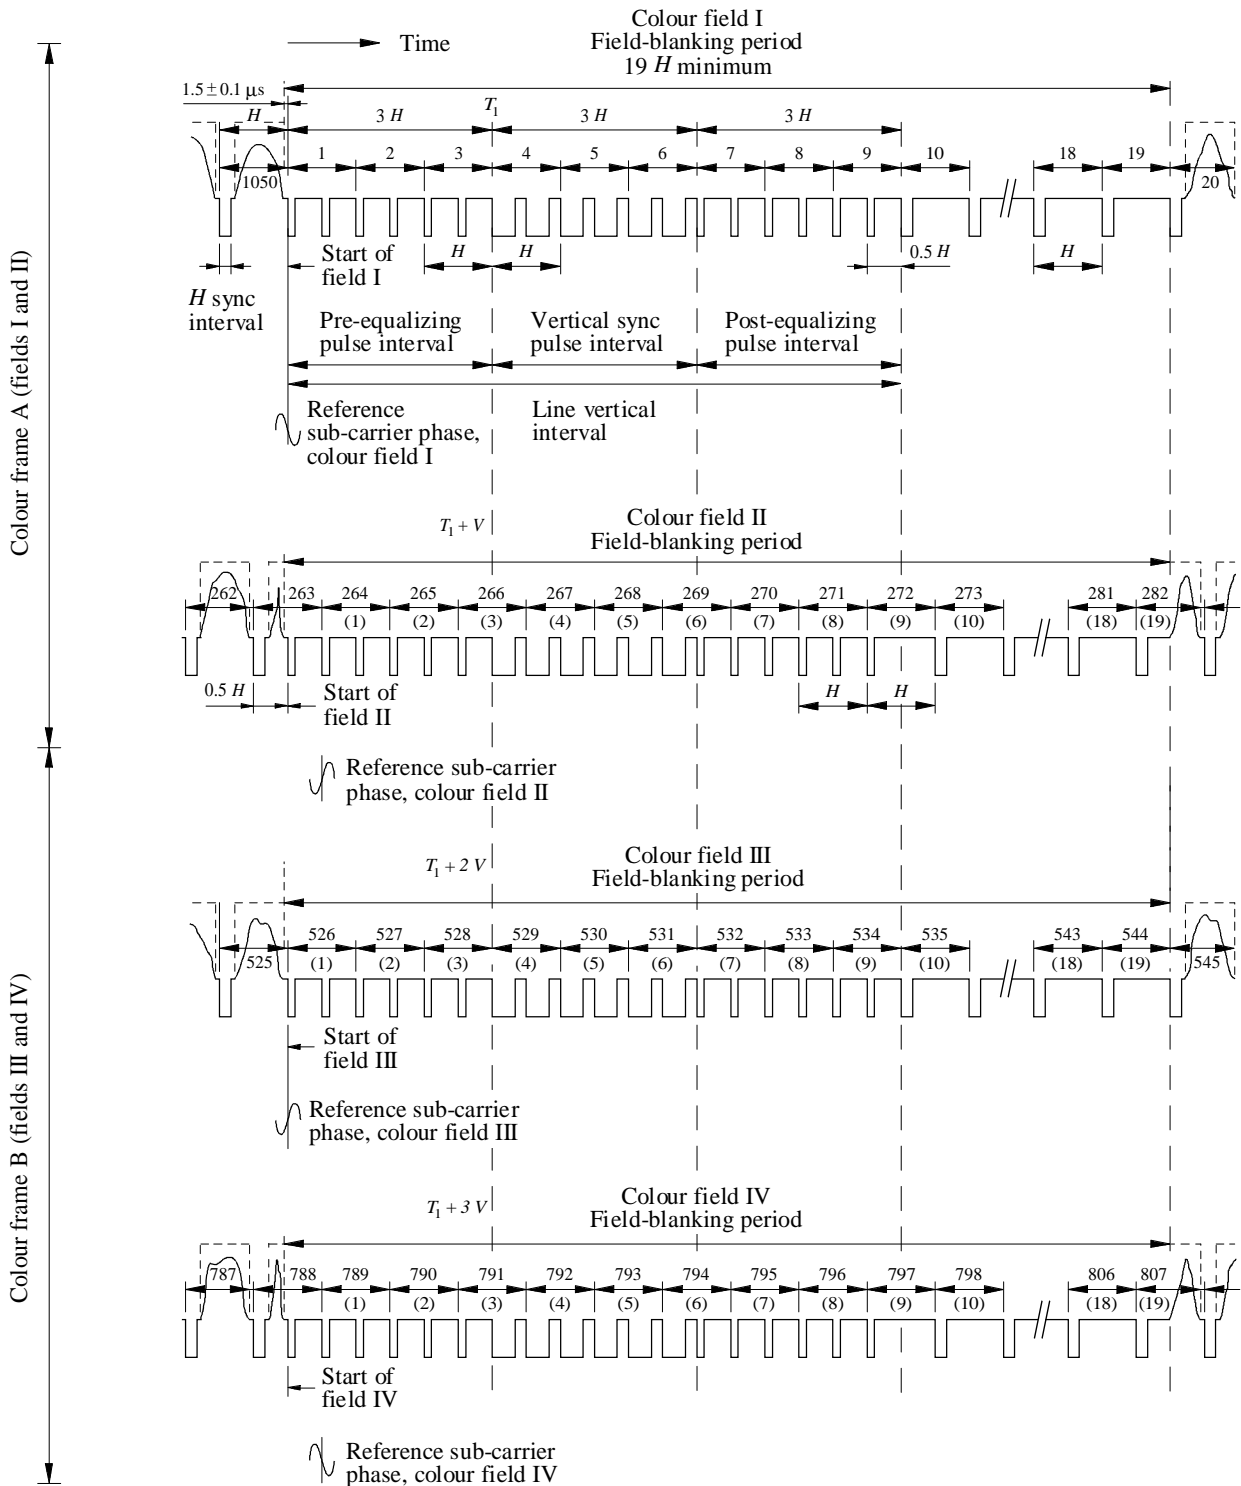 Colour field I
Field-blanking period
19 H minimum
Time
1.5 ± 0.1 µs
T1
H 3 H 3 H 3 H
1 2 3 4 5 6 7 8 9 10 18 19
1050 20
Start of
field I
H H 0.5 H H
H sync
interval
Pre-equalizing
pulse interval
Vertical sync
pulse interval
Post-equalizing
pulse interval
Reference
sub-carrier phase,
colour field I
Line vertical
interval
Colour frame A (fields I and II)
T1 + V
Colour field II
Field-blanking period
262 263 264 265 266 267 268 269 270 271 272 273 281 282
(1) (2) (3) (4) (5) (6) (7) (8) (9) (10) (18) (19)
0.5 H
Start of
field II
H H
Reference sub-carrier
phase, colour field II
T1 + 2 V
Colour field III
Field-blanking period
526 527 528 529 530 531 532 533 534 535 543 544
525 (1) (2) (3) (4) (5) (6) (7) (8) (9) (10) (18) (19) 545
Start of
field III
Reference sub-carrier
phase, colour field III
Colour frame B (fields III and IV)
T1 + 3 V
Colour field IV
Field-blanking period
787 788 789 790 791 792 793 794 795 796 797 798 806 807
(1) (2) (3) (4) (5) (6) (7) (8) (9) (10) (18) (19)
Start of
field IV
Reference sub-carrier
phase, colour field IV